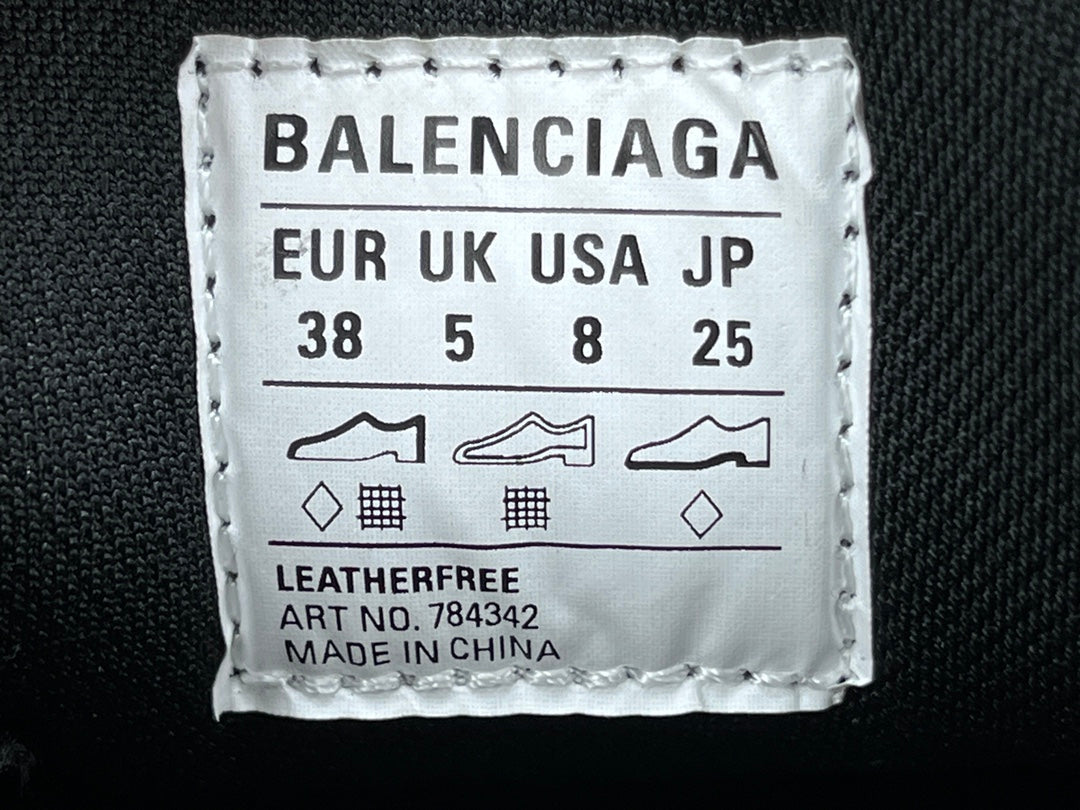 BALENCIAGA
EUR UK USA JP
38 5 8 25
LEATHERFREE
ART NO. 784342
MADE IN CHINA